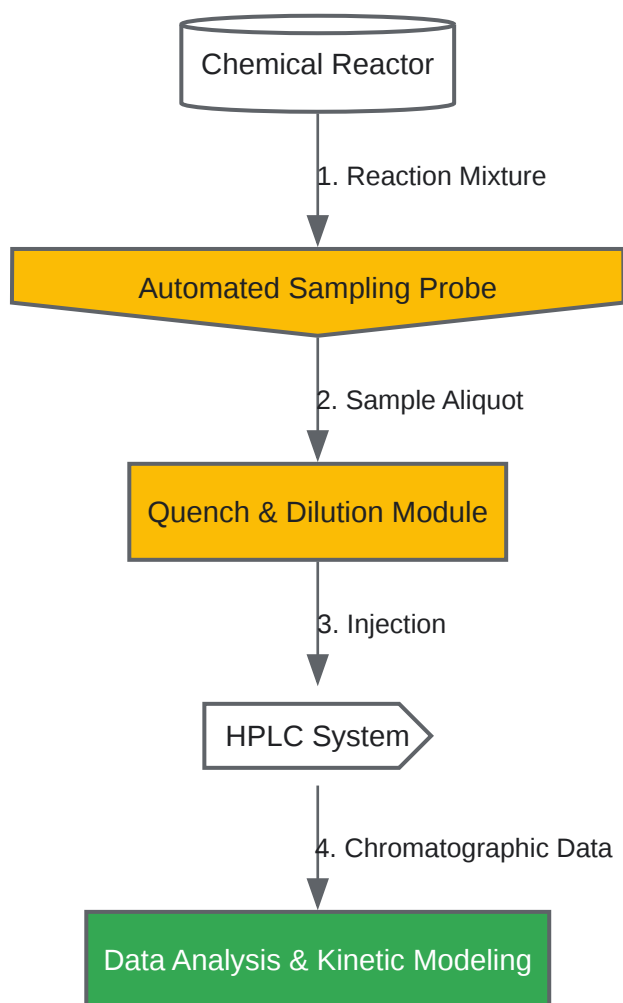 Chemical Reactor
1. Reaction Mixture
Automated Sampling Probe
2. Sample Aliquot
Quench & Dilution Module
3. Injection
HPLC System
4. Chromatographic Data
Data Analysis & Kinetic Modeling